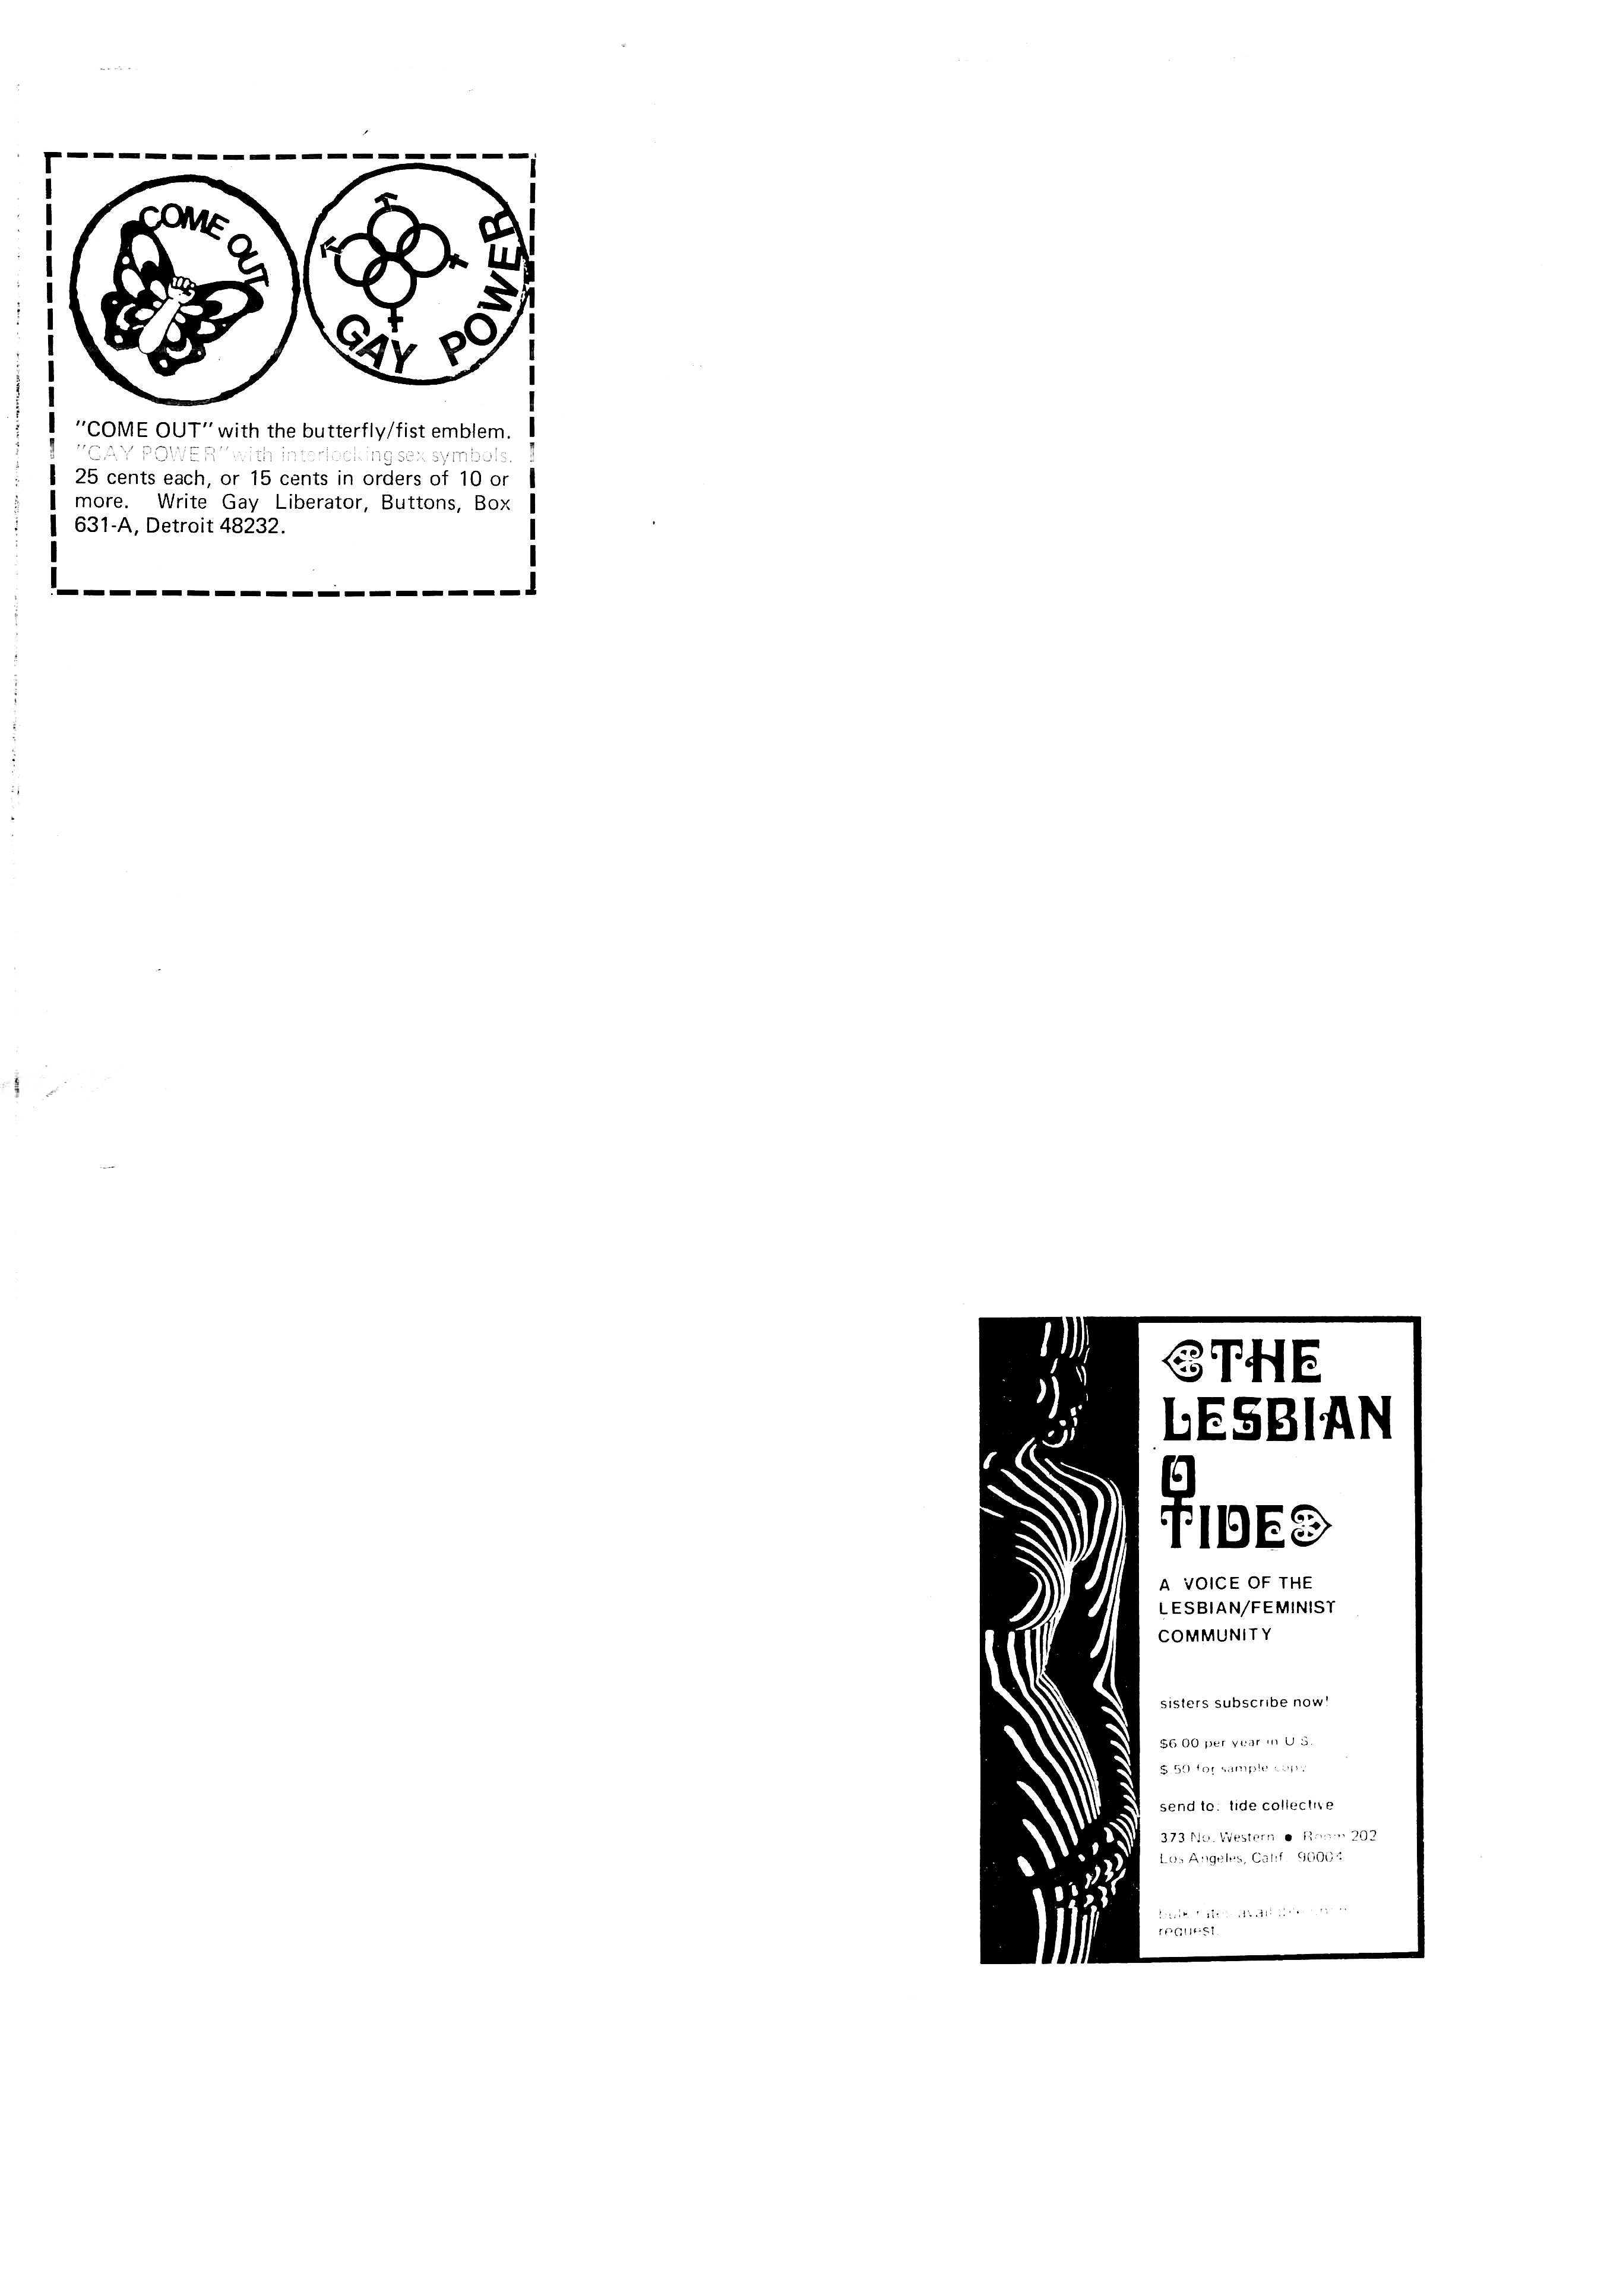 COME OUT
GAY POWER
"COME OUT" with the butterfly/fist emblem.
"GAY POWER" with interlocking sex symbols.
25 cents each, or 15 cents in orders of 10 or
more. Write Gay Liberator, Buttons, Box
631-A, Detroit 48232.
THE
LESBIAN
TIDE
A VOICE OF THE
LESBIAN/FEMINIST
COMMUNITY
sisters subscribe now!
$6.00 per year in U.S.
$.50 for sample copy
send to: tide collective
373 No. Western ● Room 202
Los Angeles, Calif. 90004
request.